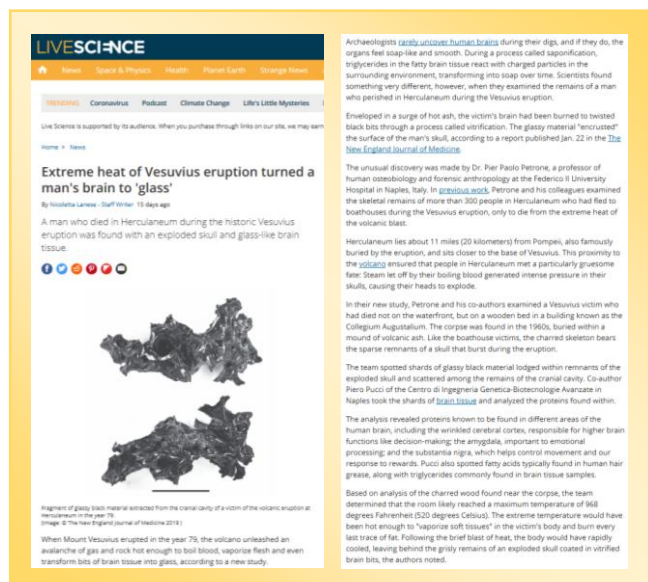 LIVESCIENCE
News Space & Physics Health Planet Earth Strange News
TRENDING Coronavirus Podcast Climate Change Life's Little Mysteries
Live Science is supported by its audience. When you purchase through links on our site, we may earn
Home > News
Extreme heat of Vesuvius eruption turned a
man's brain to 'glass'
By Nicoletta Lanese - Staff Writer 15 days ago
A man who died in Herculaneum during the historic Vesuvius
eruption was found with an exploded skull and glass-like brain
tissue.
Fragment of glassy black material extracted from the cranial cavity of a victim of the volcanic eruption at
Herculaneum in the year 79.
(Image: © The New England Journal of Medicine 2019 )
When Mount Vesuvius erupted in the year 79, the volcano unleashed an
avalanche of gas and rock hot enough to boil blood, vaporize flesh and even
transform bits of brain tissue into glass, according to a new study.
Archaeologists rarely uncover human brains during their digs, and if they do, the
organs feel soap-like and smooth. During a process called saponification,
triglycerides in the fatty brain tissue react with charged particles in the
surrounding environment, transforming into soap over time. Scientists found
something very different, however, when they examined the remains of a man
who perished in Herculaneum during the Vesuvius eruption.
Enveloped in a surge of hot ash, the victim's brain had been burned to twisted
black bits through a process called vitrification. The glassy material "encrusted"
the surface of the man's skull, according to a report published Jan. 22 in the The
New England Journal of Medicine.
The unusual discovery was made by Dr. Pier Paolo Petrone, a professor of
human osteobiology and forensic anthropology at the Federico II University
Hospital in Naples, Italy. In previous work, Petrone and his colleagues examined
the skeletal remains of more than 300 people in Herculaneum who had fled to
boathouses during the Vesuvius eruption, only to die from the extreme heat of
the volcanic blast.
Herculaneum lies about 11 miles (20 kilometers) from Pompeii, also famously
buried by the eruption, and sits closer to the base of Vesuvius. This proximity to
the volcano ensured that people in Herculaneum met a particularly gruesome
fate: Steam let off by their boiling blood generated intense pressure in their
skulls, causing their heads to explode.
In their new study, Petrone and his co-authors examined a Vesuvius victim who
had died not on the waterfront, but on a wooden bed in a building known as the
Collegium Augustalium. The corpse was found in the 1960s, buried within a
mound of volcanic ash. Like the boathouse victims, the charred skeleton bears
the sparse remnants of a skull that burst during the eruption.
The team spotted shards of glassy black material lodged within remnants of the
exploded skull and scattered among the remains of the cranial cavity. Co-author
Piero Pucci of the Centro di Ingegneria Genetica-Biotecnologie Avanzate in
Naples took the shards of brain tissue and analyzed the proteins found within.
The analysis revealed proteins known to be found in different areas of the
human brain, including the wrinkled cerebral cortex, responsible for higher brain
functions like decision-making; the amygdala, important to emotional
processing; and the substantia nigra, which helps control movement and our
response to rewards. Pucci also spotted fatty acids typically found in human hair
grease, along with triglycerides commonly found in brain tissue samples.
Based on analysis of the charred wood found near the corpse, the team
determined that the room likely reached a maximum temperature of 968
degrees Fahrenheit (520 degrees Celsius). The extreme temperature would have
been hot enough to "vaporize soft tissues" in the victim's body and burn every
last trace of fat. Following the brief blast of heat, the body would have rapidly
cooled, leaving behind the grisly remains of an exploded skull coated in vitrified
brain bits, the authors noted.